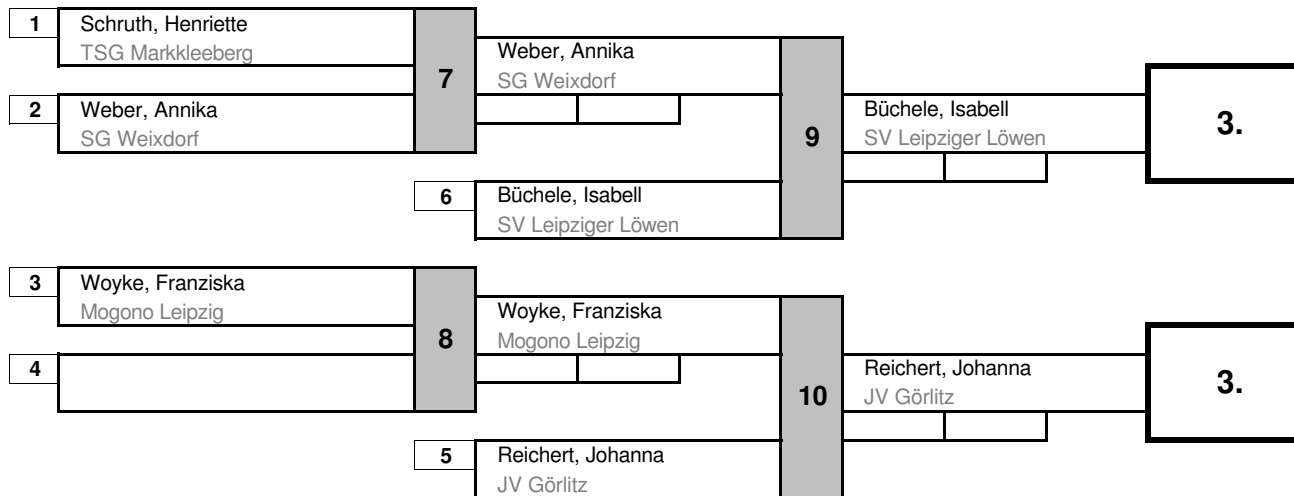 1 Schruth, Henriette
TSG Markkleeberg
7
Weber, Annika
SG Weixdorf
2 Weber, Annika
SG Weixdorf
9
Büchele, Isabell
SV Leipziger Löwen
3.
6 Büchele, Isabell
SV Leipziger Löwen
3 Woyke, Franziska
Mogono Leipzig
8
Woyke, Franziska
Mogono Leipzig
4
10
Reichert, Johanna
JV Görlitz
3.
5 Reichert, Johanna
JV Görlitz